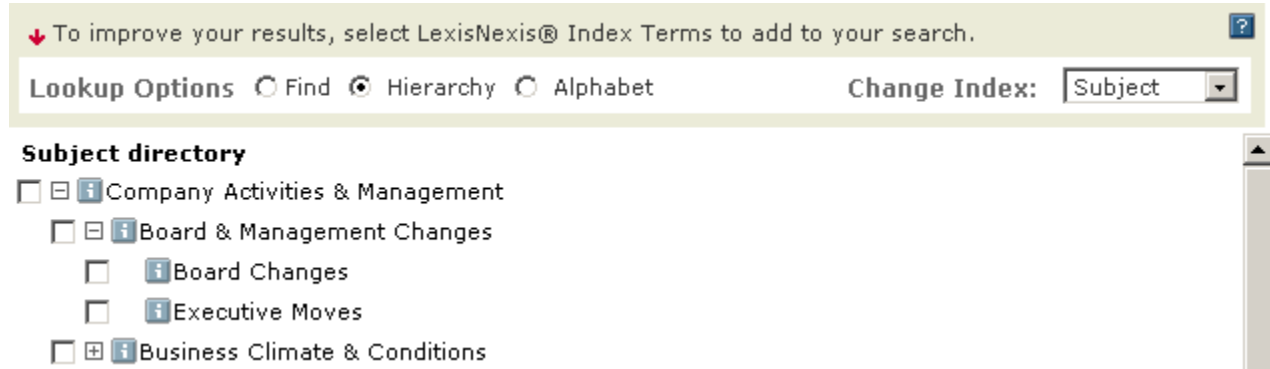 To improve your results, select LexisNexis® Index Terms to add to your search. ?
Lookup Options Find Hierarchy Alphabet Change Index: Subject
Subject directory
i Company Activities & Management
i Board & Management Changes
i Board Changes
i Executive Moves
i Business Climate & Conditions